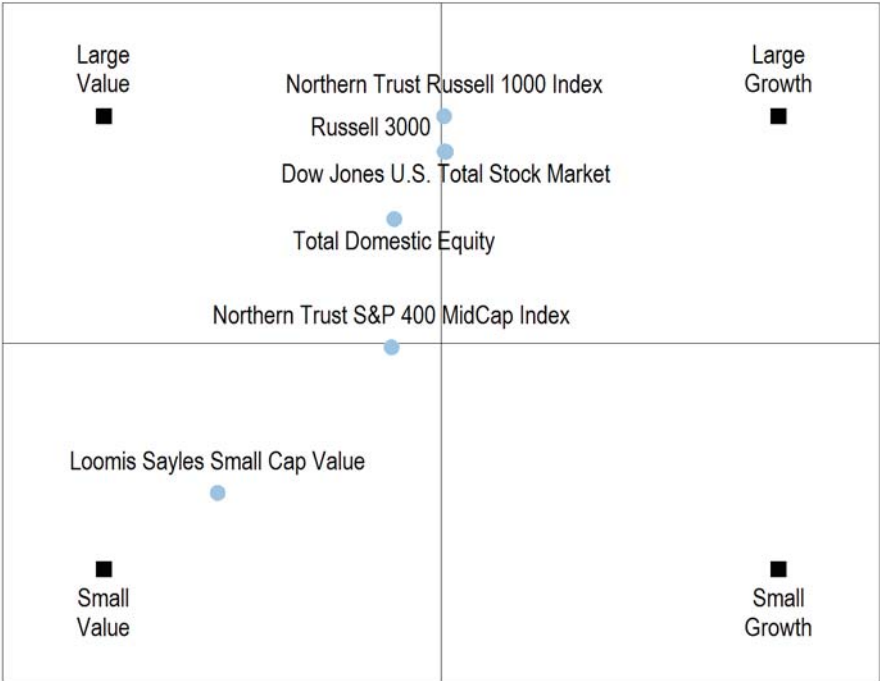 Large
Value
Large
Growth
Northern Trust Russell 1000 Index
Russell 3000
Dow Jones U.S. Total Stock Market
Total Domestic Equity
Northern Trust S&P 400 MidCap Index
Loomis Sayles Small Cap Value
Small
Value
Small
Growth